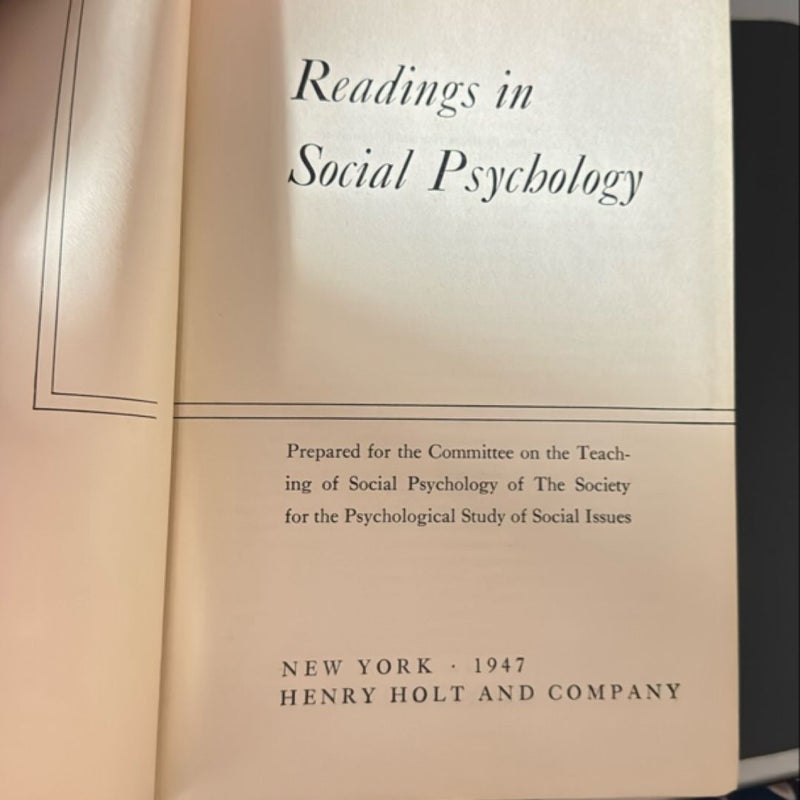 Readings in
Social Psychology
Prepared for the Committee on the Teach-
ing of Social Psychology of The Society
for the Psychological Study of Social Issues
NEW YORK · 1947
HENRY HOLT AND COMPANY